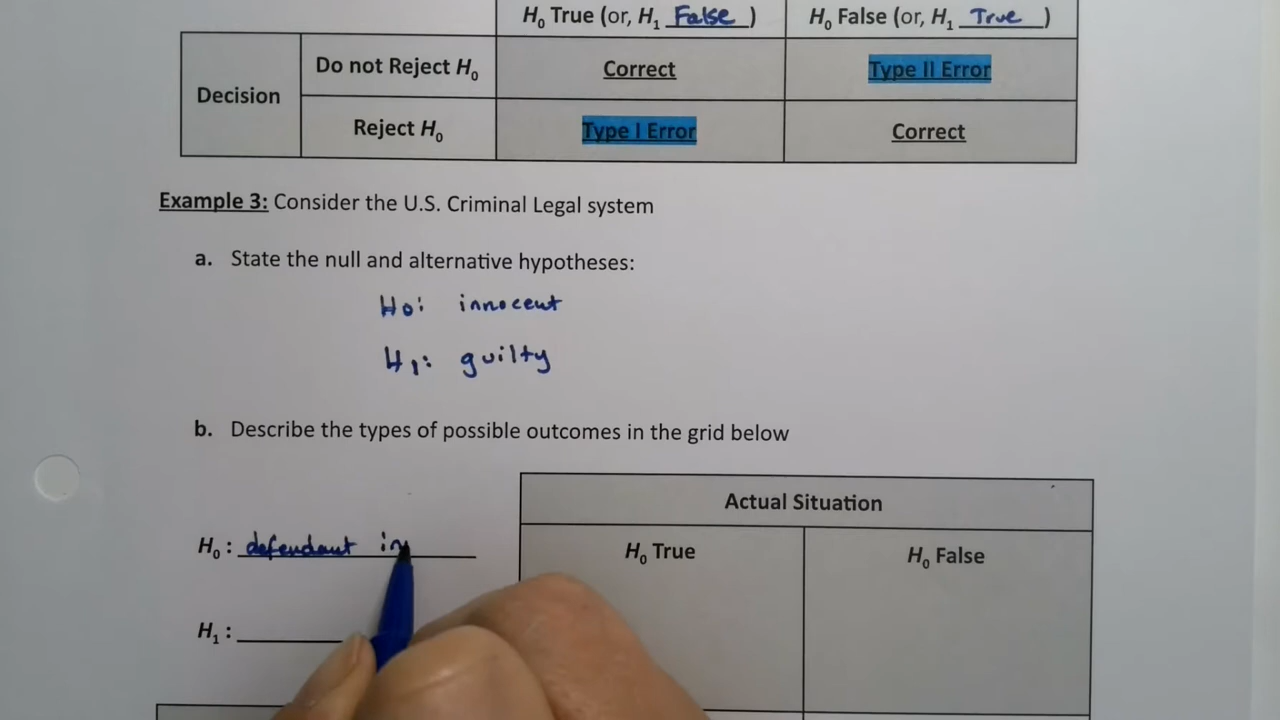 H₀ True (or, H₁ False ) H₀ False (or, H₁ True )
Decision
Do not Reject H₀ Correct Type II Error
Reject H₀ Type I Error Correct
Example 3: Consider the U.S. Criminal Legal system
a. State the null and alternative hypotheses:
H₀: innocent
H₁: guilty
b. Describe the types of possible outcomes in the grid below
Actual Situation
H₀ : defendant in
H₀ True H₀ False
H₁ :